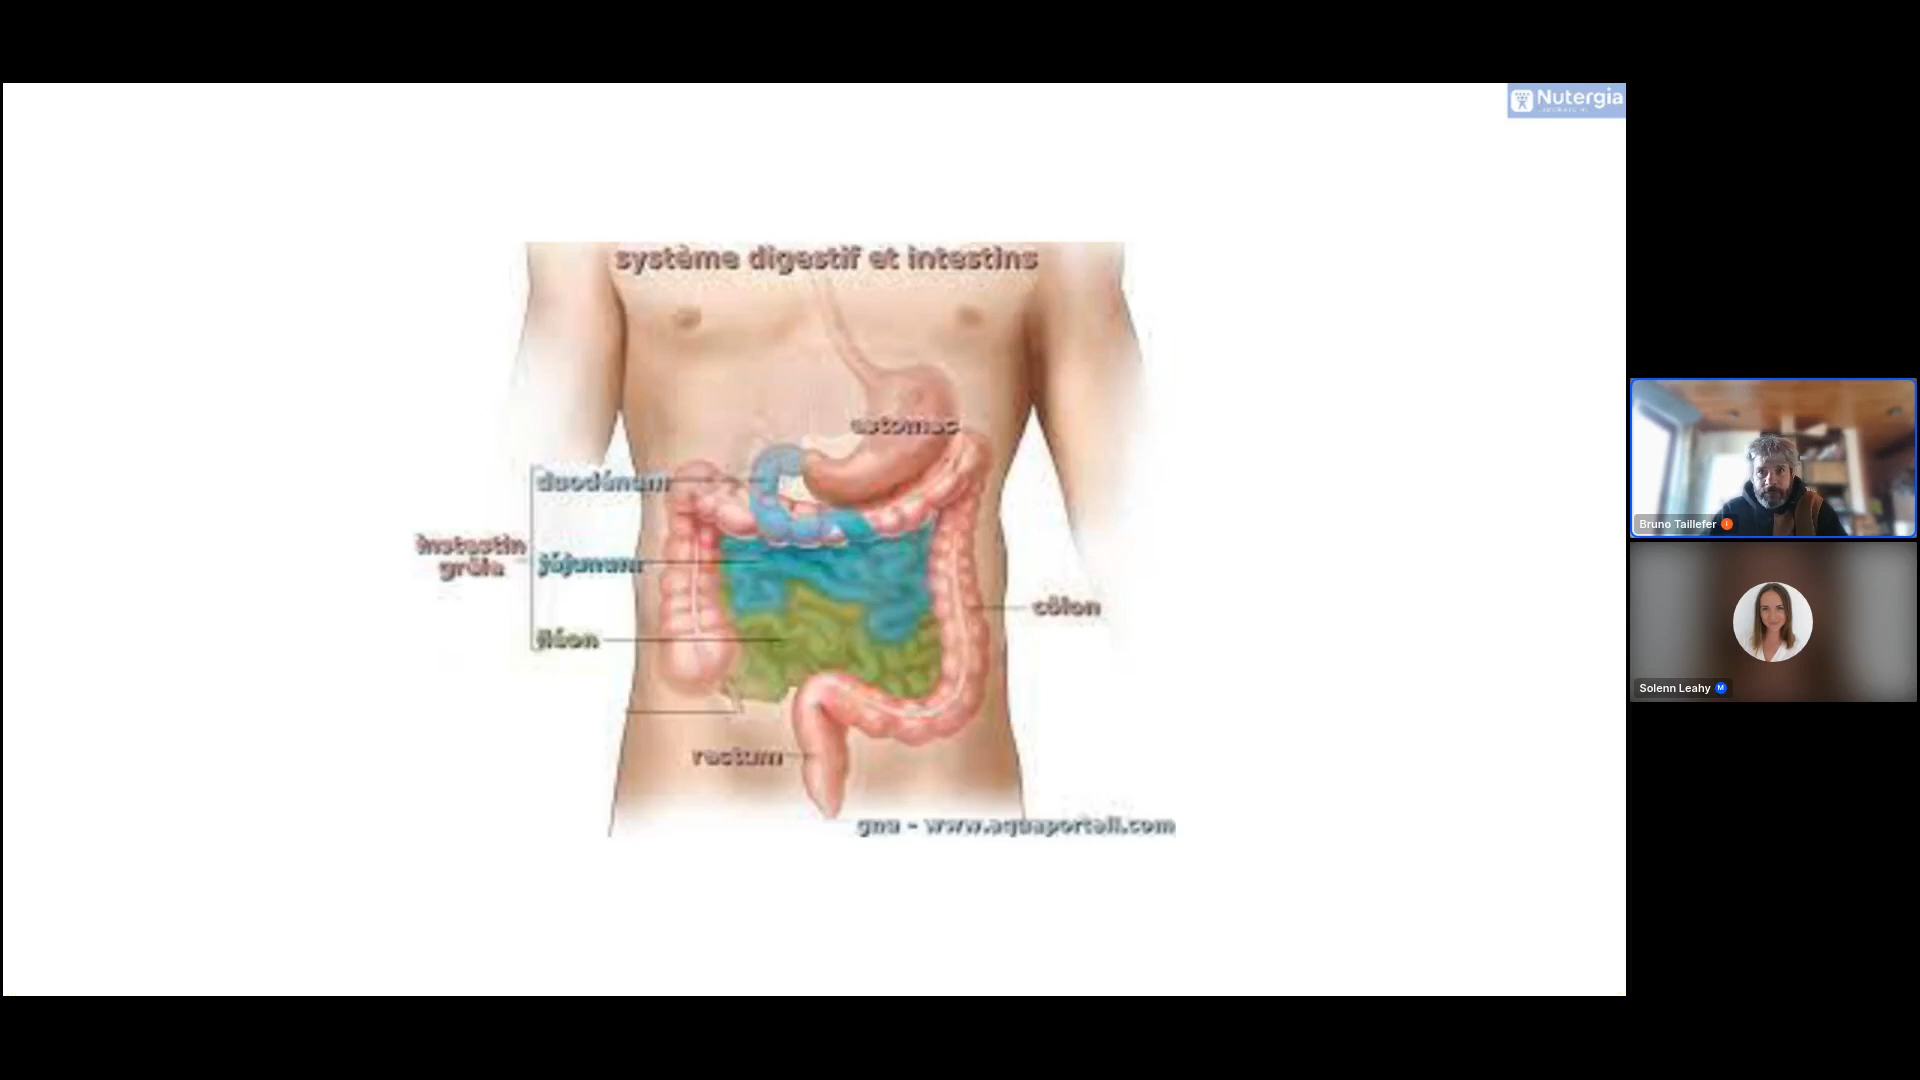 Nutergia
système digestif et intestins
estomac
duodénum
intestin
grêle
jéjunum
iléon
côlon
rectum
gnu - www.aquaportail.com
Bruno Taillefer
Solenn Leahy
M